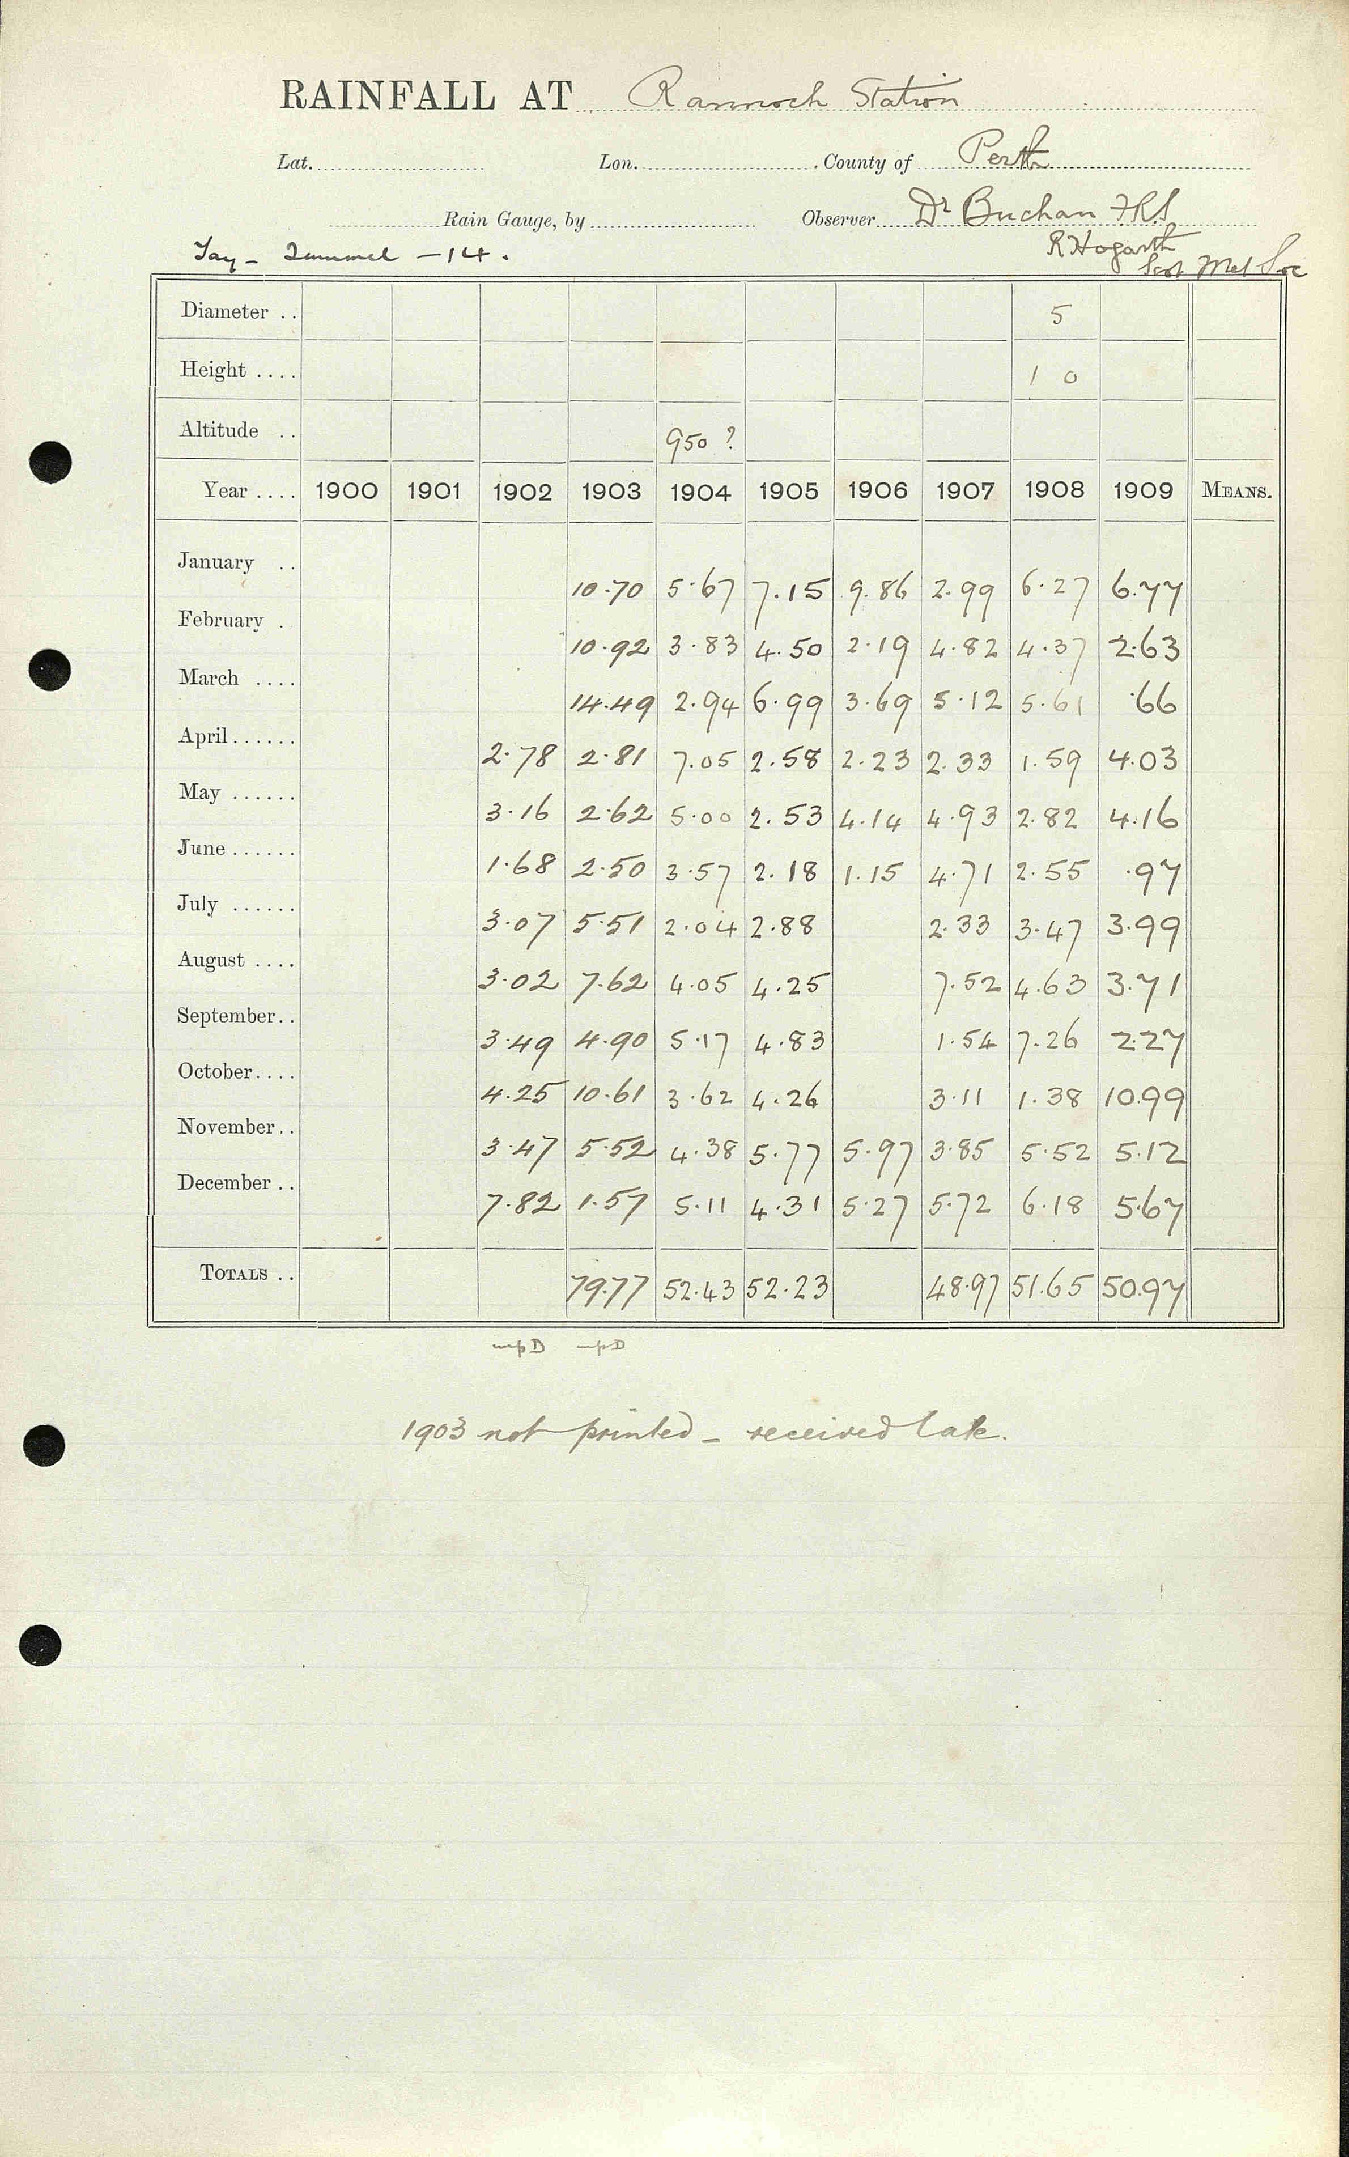 RAINFALL AT Rannoch Station
Lat. Lon. County of Perth
Rain Gauge, by Observer Dr Buchan F.R.S.
Tay - Tummel - 14. R Hogarth
Scot Met Soc
Diameter .. 5
Height .... 1 0
Altitude .. 950 ?
Year .... 1900 1901 1902 1903 1904 1905 1906 1907 1908 1909 MEANS.
January .. 10.70 5.67 7.15 9.86 2.99 6.27 6.77
February . 10.92 3.83 4.50 2.19 4.82 4.37 2.63
March .... 14.49 2.94 6.99 3.69 5.12 5.61 .66
April...... 2.78 2.81 7.05 2.58 2.23 2.33 1.59 4.03
May ...... 3.16 2.62 5.00 2.53 4.14 4.93 2.82 4.16
June...... 1.68 2.50 3.57 2.18 1.15 4.71 2.55 .97
July ...... 3.07 5.51 2.04 2.88 2.33 3.47 3.99
August .... 3.02 7.62 4.05 4.25 7.52 4.63 3.71
September.. 3.49 4.90 5.17 4.83 1.54 7.26 2.27
October.... 4.25 10.61 3.62 4.26 3.11 1.38 10.99
November.. 3.47 5.52 4.38 5.77 5.97 3.85 5.52 5.12
December .. 7.82 1.57 5.11 4.31 5.27 5.72 6.18 5.67
TOTALS .. 79.77 52.43 52.23 48.97 51.65 50.97
1903 not printed - received late.